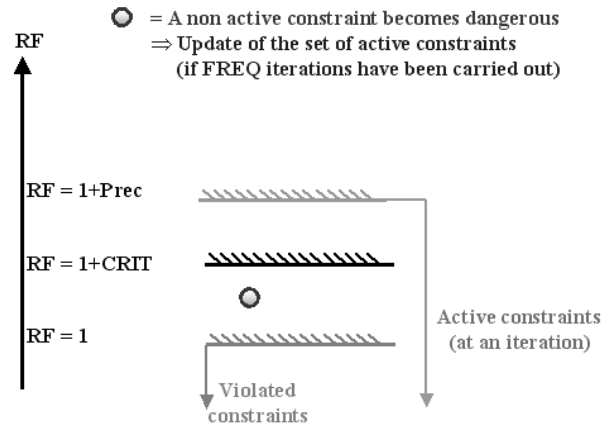 = A non active constraint becomes dangerous
RF
⇒ Update of the set of active constraints
(if FREQ iterations have been carried out)
RF = 1+Prec
RF = 1+CRIT
RF = 1
Active constraints
(at an iteration)
Violated
constraints